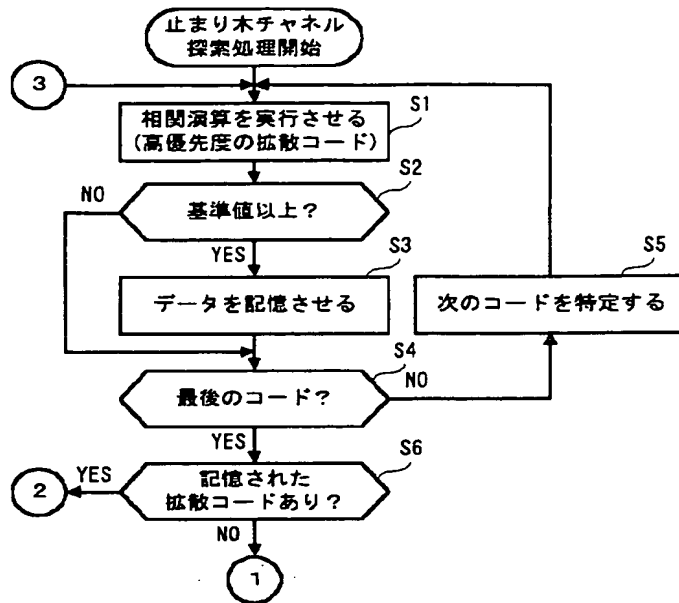 止まり木チャネル
探索処理開始
3
S1
相関演算を実行させる
(高優先度の拡散コード)
S2
NO
基準値以上?
YES
S3
データを記憶させる
S5
次のコードを特定する
S4
最後のコード?
NO
YES
S6
YES
記憶された
拡散コードあり?
2
NO
1